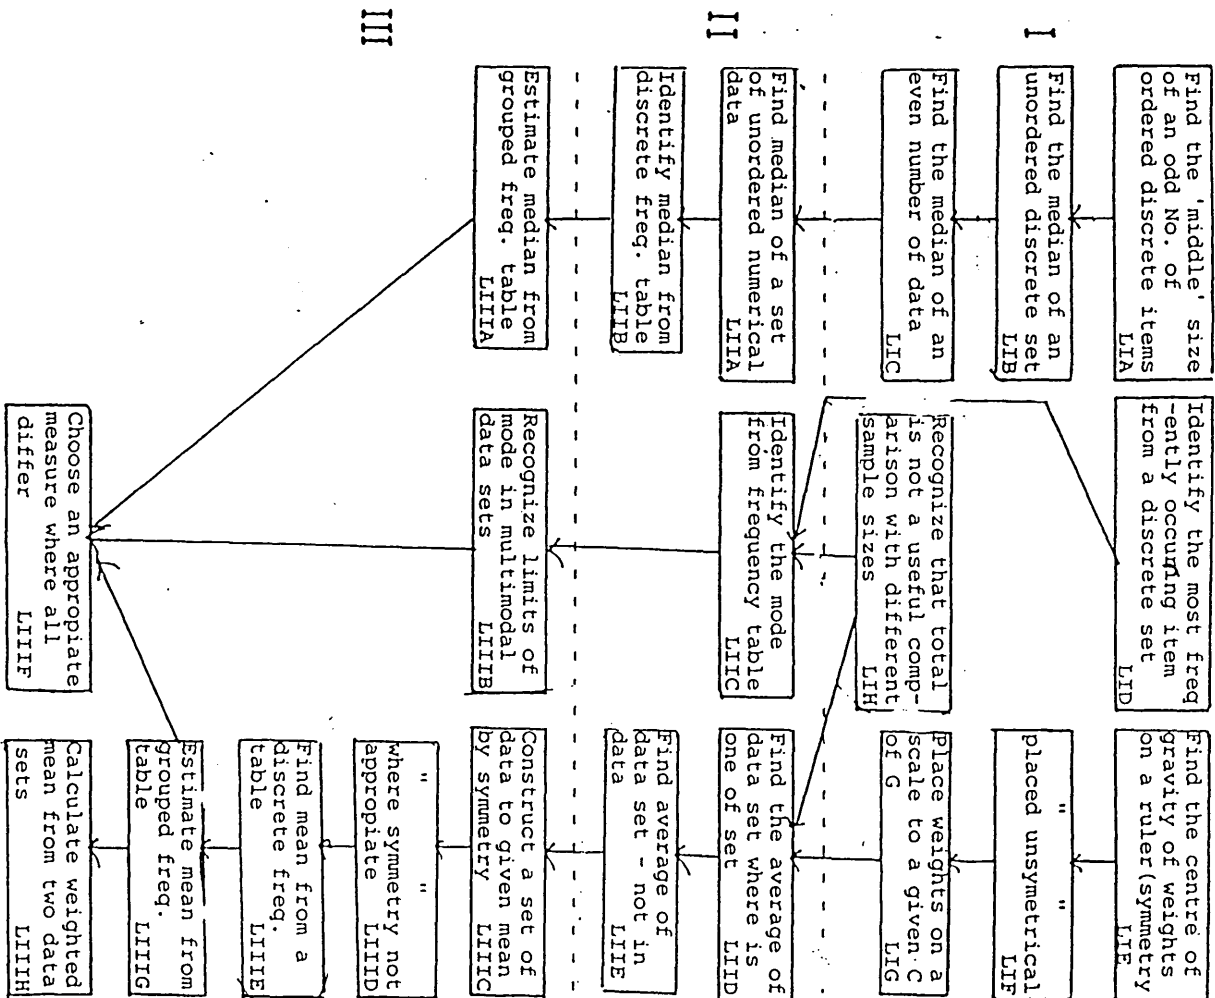 I
Find the 'middle' size
of an odd No. of
ordered discrete items
LIA
Identify the most freq
-ently occuring item
from a discrete set
LID
Find the centre of
gravity of weights
on a ruler(symmetry
LIE
Find the median of an
unordered discrete set
LIB
" "
placed unsymetrical
LIF
Find the median of an
even number of data
LIC
Recognize that total
is not a useful comp-
arison with different
sample sizes LIH
Place weights on a
scale to a given C
of G LIG
II
Find median of a set
of unordered numerical
data LIIA
Identify the mode
from frequency table
LIIC
Find the average of
data set where is
one of set LIID
Identify median from
discrete freq. table
LIIB
Find average of
data set - not in
data LIIE
III
Estimate median from
grouped freq. table
LIIIA
Recognize limits of
mode in multimodal
data sets LIIIB
Construct a set of
data to given mean
by symmetry LIIIC
" "
where symmetry not
appropiate LIIID
Find mean from a
discrete freq.
table LIIIE
Estimate mean from
grouped freq.
table LIIIG
Choose an appropiate
measure where all
differ LIIIF
Calculate weighted
mean from two data
sets LIIIH